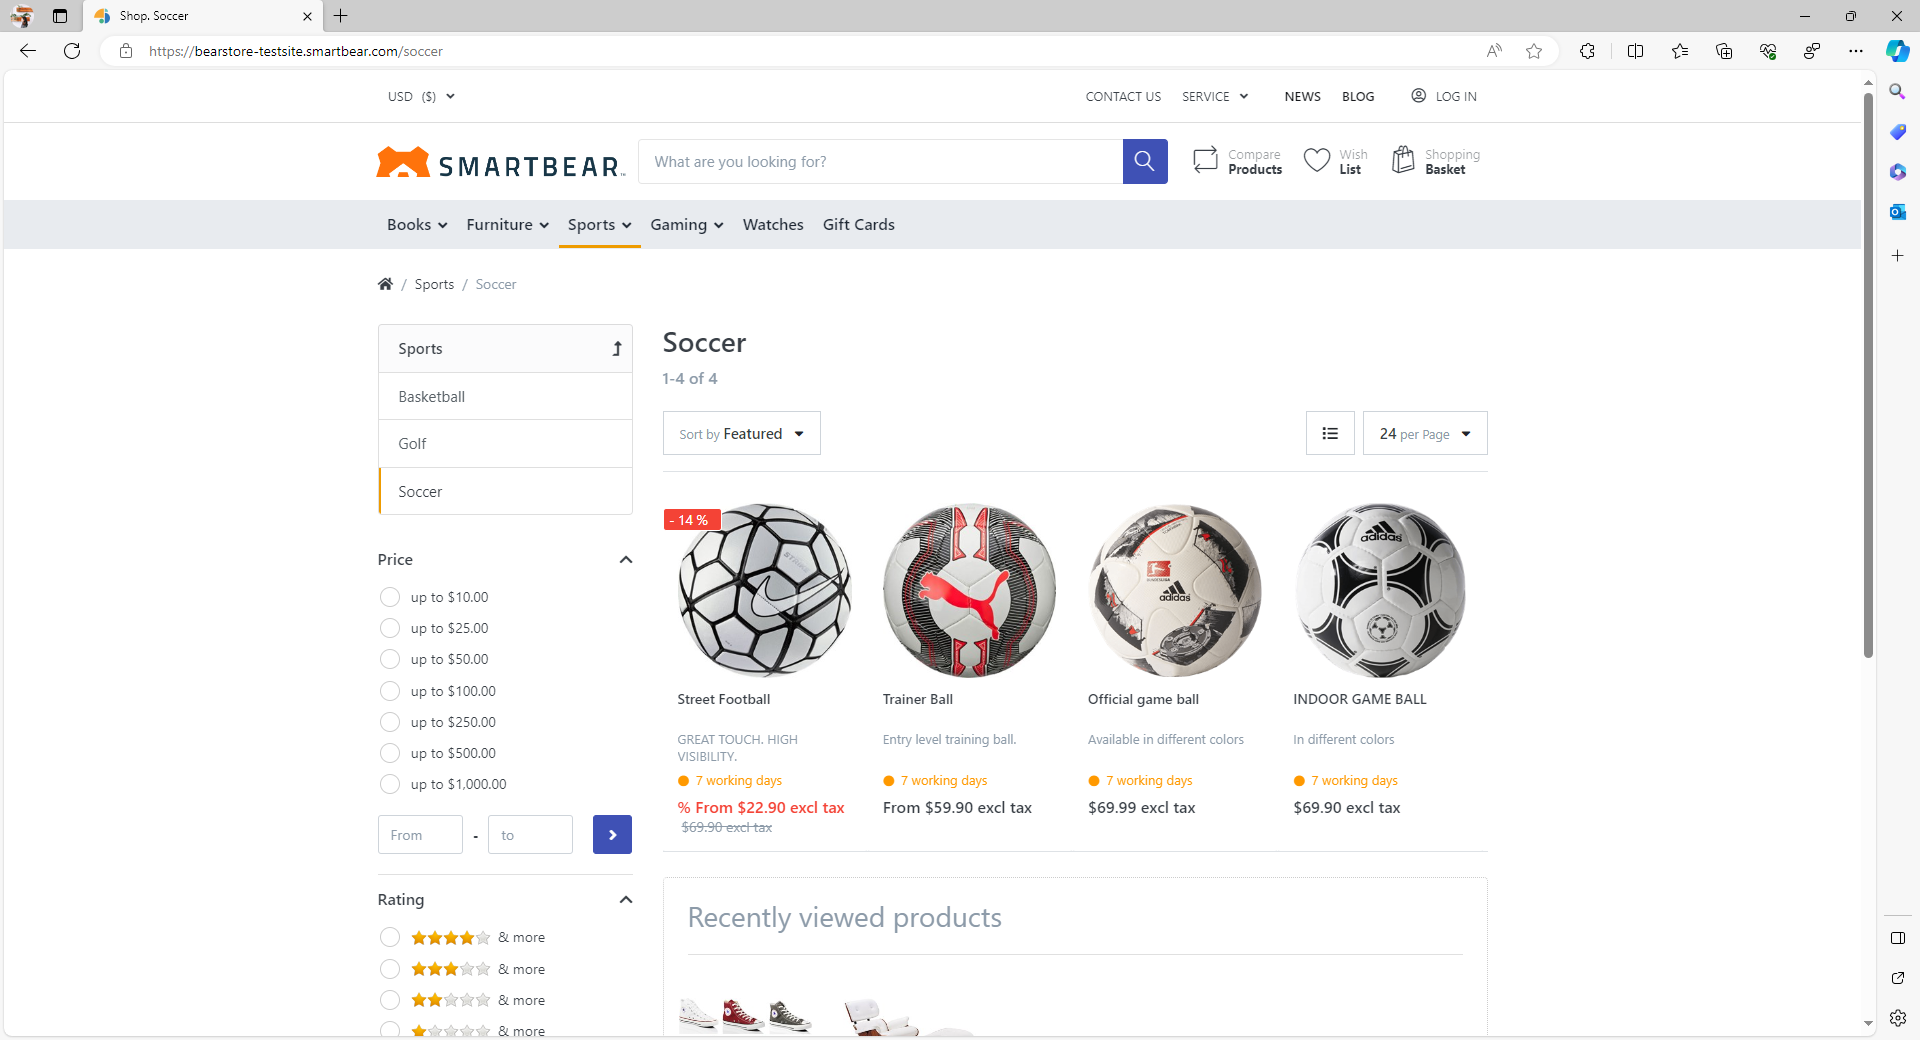 Shop. Soccer
https://bearstore-testsite.smartbear.com/soccer
USD ($)
CONTACT US SERVICE NEWS BLOG LOG IN
SMARTBEAR
What are you looking for?
Compare Products
Wish List
Shopping Basket
Books Furniture Sports Gaming Watches Gift Cards
/ Sports / Soccer
Sports
Basketball
Golf
Soccer
Price
up to $10.00
up to $25.00
up to $50.00
up to $100.00
up to $250.00
up to $500.00
up to $1,000.00
From - to
Rating
& more
& more
& more
& more
Soccer
1-4 of 4
Sort by Featured
24 per Page
- 14 %
STRIKE
Street Football
GREAT TOUCH. HIGH
VISIBILITY.
7 working days
% From $22.90 excl tax
$69.90 excl tax
Trainer Ball
Entry level training ball.
7 working days
From $59.90 excl tax
BUNDESLIGA
adidas
Official game ball
Available in different colors
7 working days
$69.99 excl tax
adidas
INDOOR GAME BALL
In different colors
7 working days
$69.90 excl tax
Recently viewed products